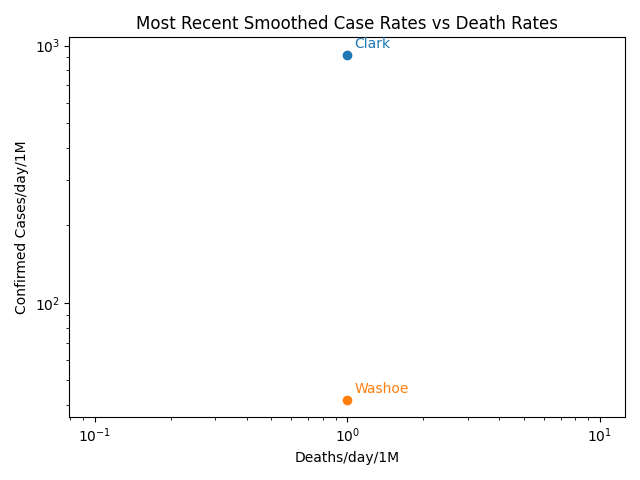 Most Recent Smoothed Case Rates vs Death Rates
10³
Clark
Confirmed Cases/day/1M
10²
Washoe
10⁻¹ 10⁰ 10¹
Deaths/day/1M